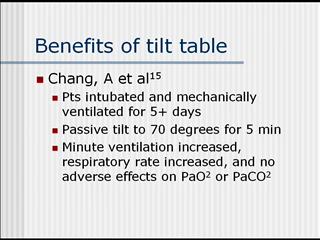 Benefits of tilt table
Chang, A et al15
Pts intubated and mechanically
ventilated for 5+ days
Passive tilt to 70 degrees for 5 min
Minute ventilation increased,
respiratory rate increased, and no
adverse effects on PaO2 or PaCO2